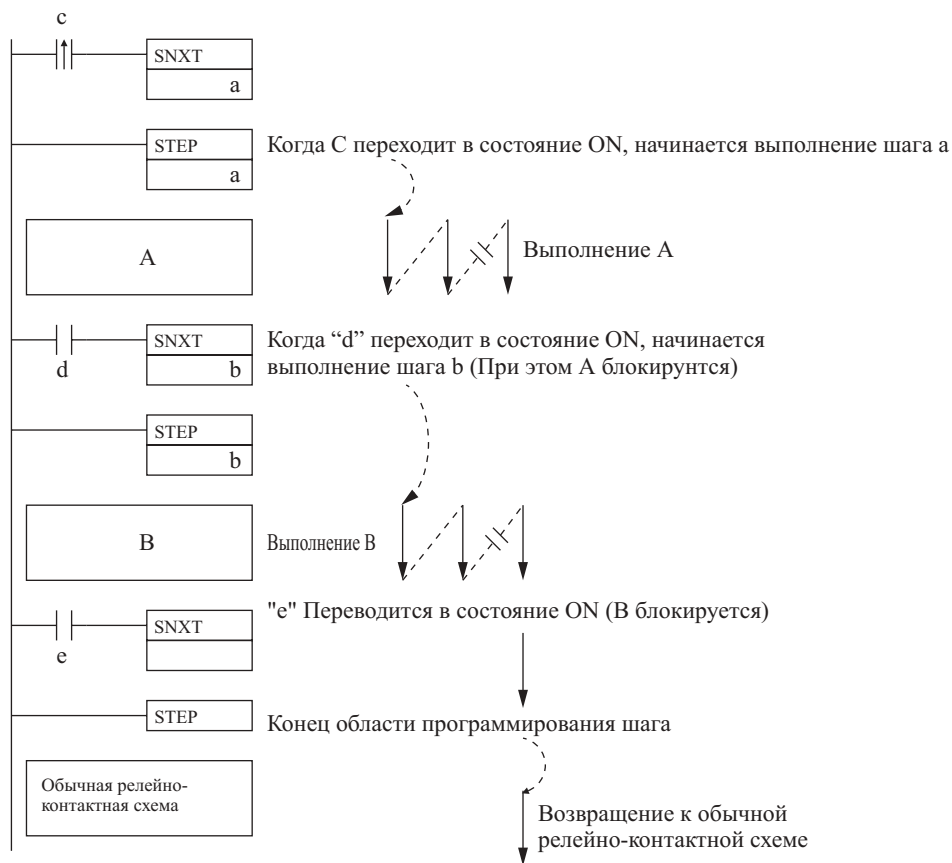 c
SNXT
a
STEP
a
Когда C переходит в состояние ON, начинается выполнение шага a
A
Выполнение A
d
SNXT
b
Когда “d” переходит в состояние ON, начинается
выполнение шага b (При этом A блокирунтся)
STEP
b
B
Выполнение B
e
SNXT
"e" Переводится в состояние ON (B блокируется)
STEP
Конец области программирования шага
Обычная релейно-
контактная схема
Возвращение к обычной
релейно-контактной схеме